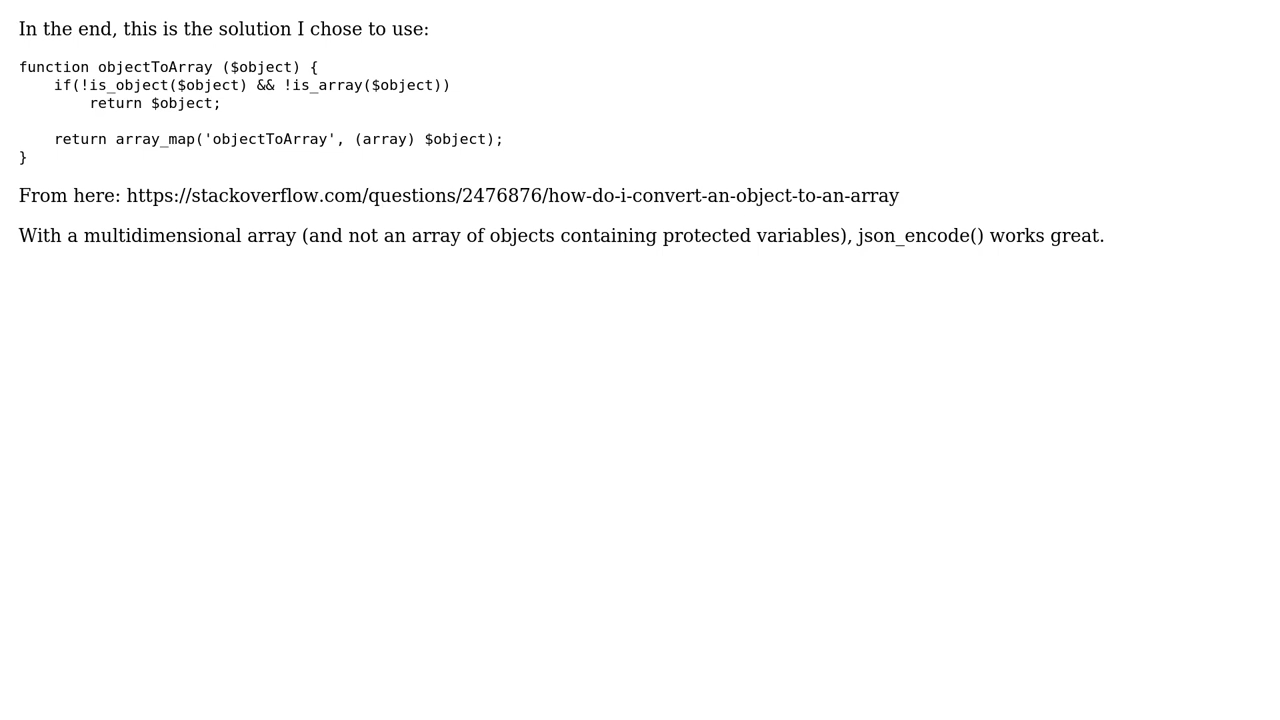 In the end, this is the solution I chose to use:
function objectToArray ($object) {
    if(!is_object($object) && !is_array($object))
        return $object;

    return array_map('objectToArray', (array) $object);
}
From here: https://stackoverflow.com/questions/2476876/how-do-i-convert-an-object-to-an-array
With a multidimensional array (and not an array of objects containing protected variables), json_encode() works great.